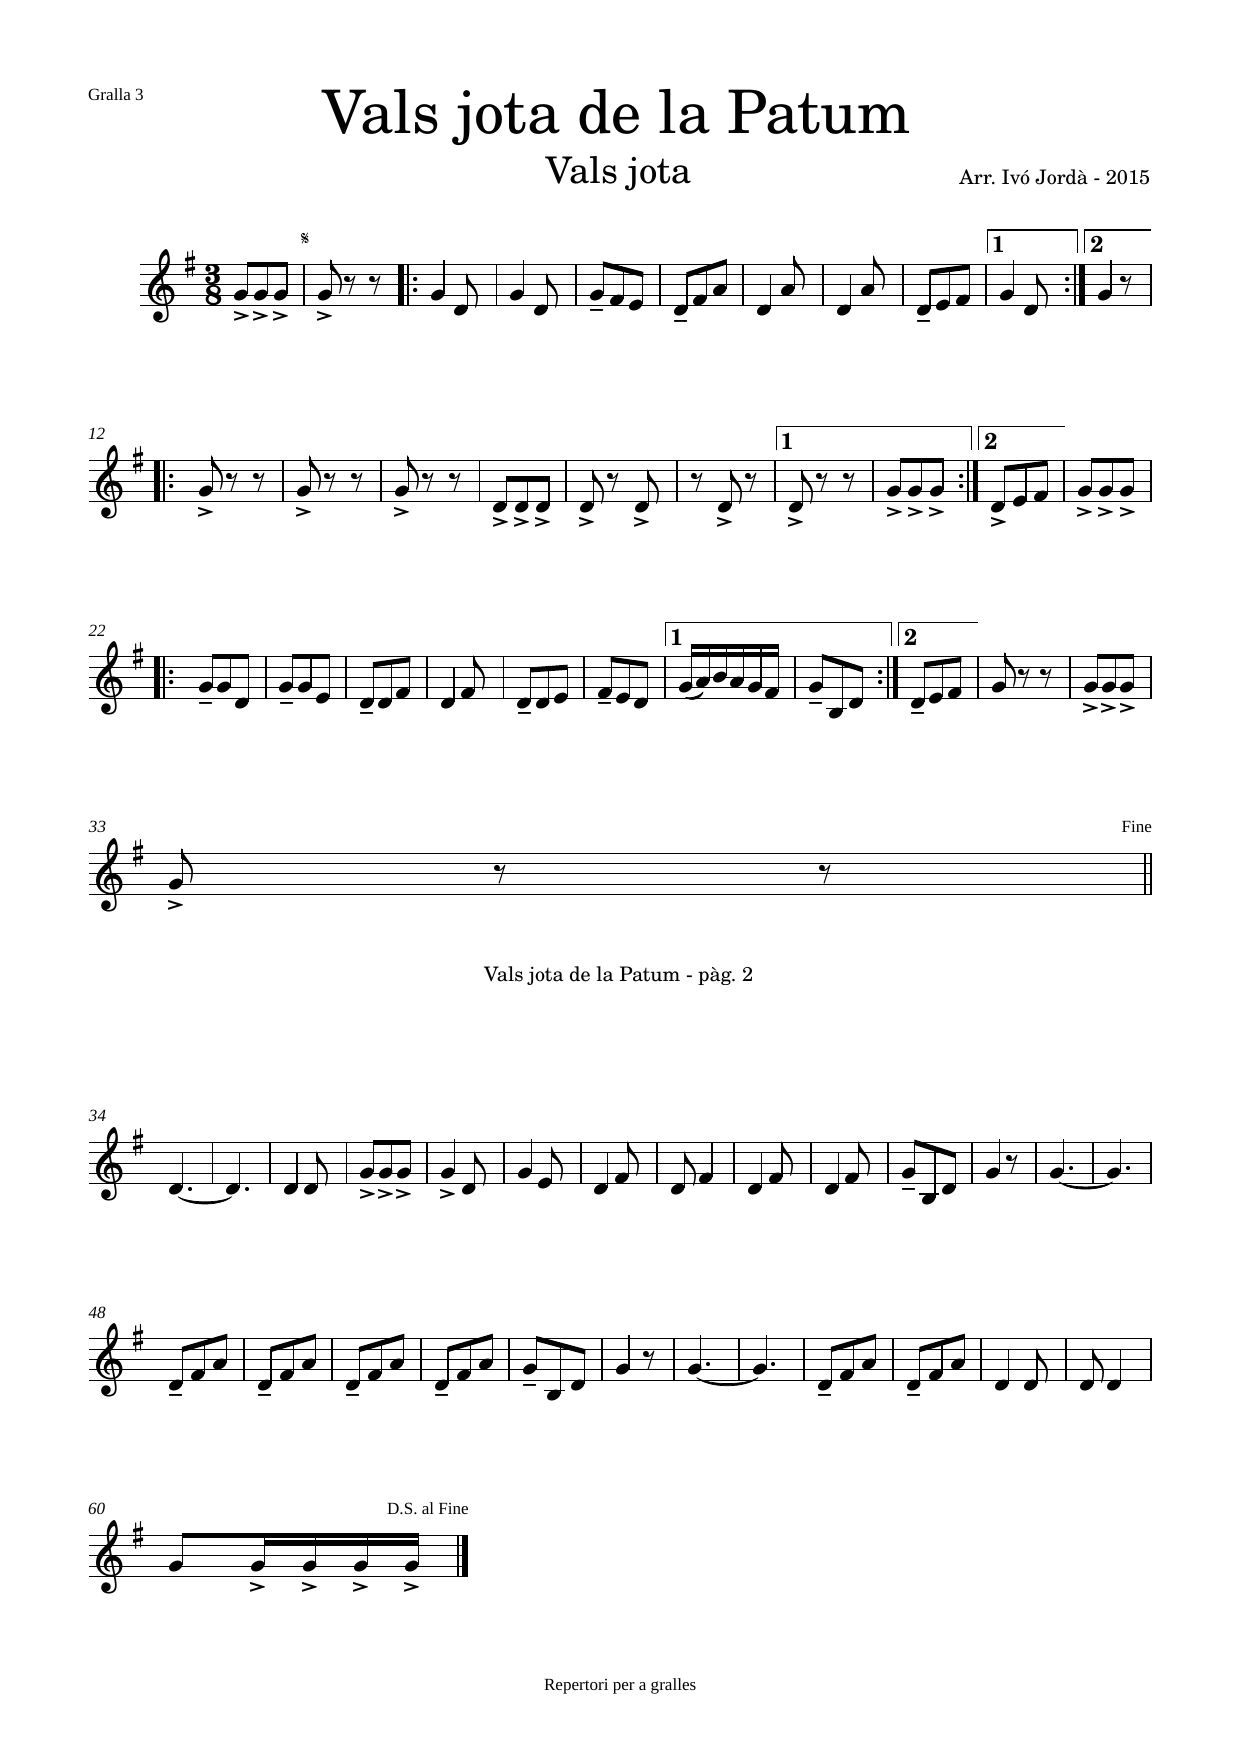 Gralla 3
Vals jota de la Patum
Vals jota
Arr. Ivó Jordà - 2015
3
8
1
2
12
1
2
22
1
2
33
Fine
Vals jota de la Patum - pàg. 2
34
48
60
D.S. al Fine
Repertori per a gralles